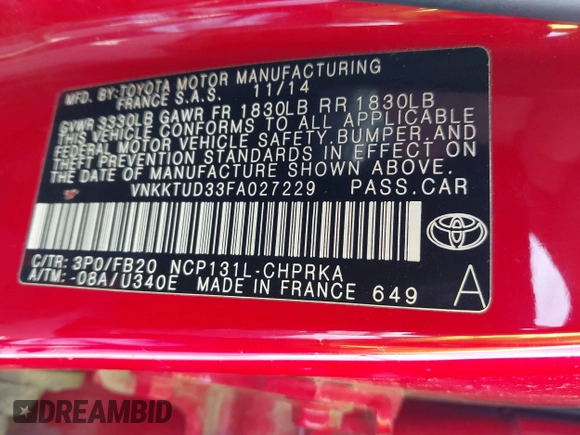 MFD. BY:TOYOTA MOTOR MANUFACTURING
FRANCE S.A.S. 11/14
GVWR 3330LB GAWR FR 1830LB RR 1830LB
THIS VEHICLE CONFORMS TO ALL APPLICABLE
FEDERAL MOTOR VEHICLE SAFETY, BUMPER, AND
THEFT PREVENTION STANDARDS IN EFFECT ON
THE DATE OF MANUFACTURE SHOWN ABOVE.
VNKKTUD33FA027229 PASS.CAR
C/TR: 3P0/FB20 NCP131L-CHPRKA
A/TM: -08A/U340E MADE IN FRANCE 649 A
DREAMBID